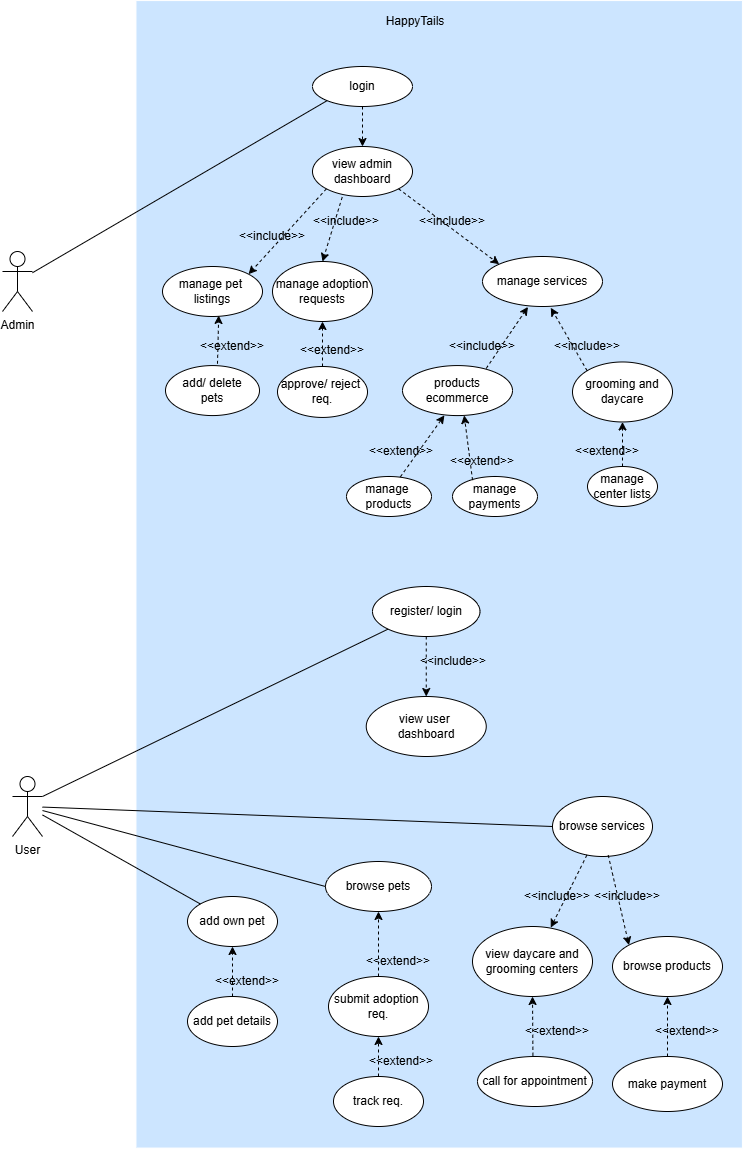 HappyTails
login
view admin
dashboard
<<include>>
<<include>>
<<include>>
Admin
manage pet
listings
manage adoption
requests
manage services
<<extend>>
<<extend>>
<<include>>
<<include>>
add/ delete
pets
approve/ reject
req.
products
ecommerce
grooming and
daycare
<<extend>>
<<extend>>
<<extend>>
manage
products
manage
payments
manage
center lists
register/ login
<<include>>
view user
dashboard
User
browse services
browse pets
<<include>>
<<include>>
add own pet
view daycare and
grooming centers
browse products
<<extend>>
<<extend>>
add pet details
submit adoption
req.
<<extend>>
<<extend>>
<<extend>>
track req.
call for appointment
make payment